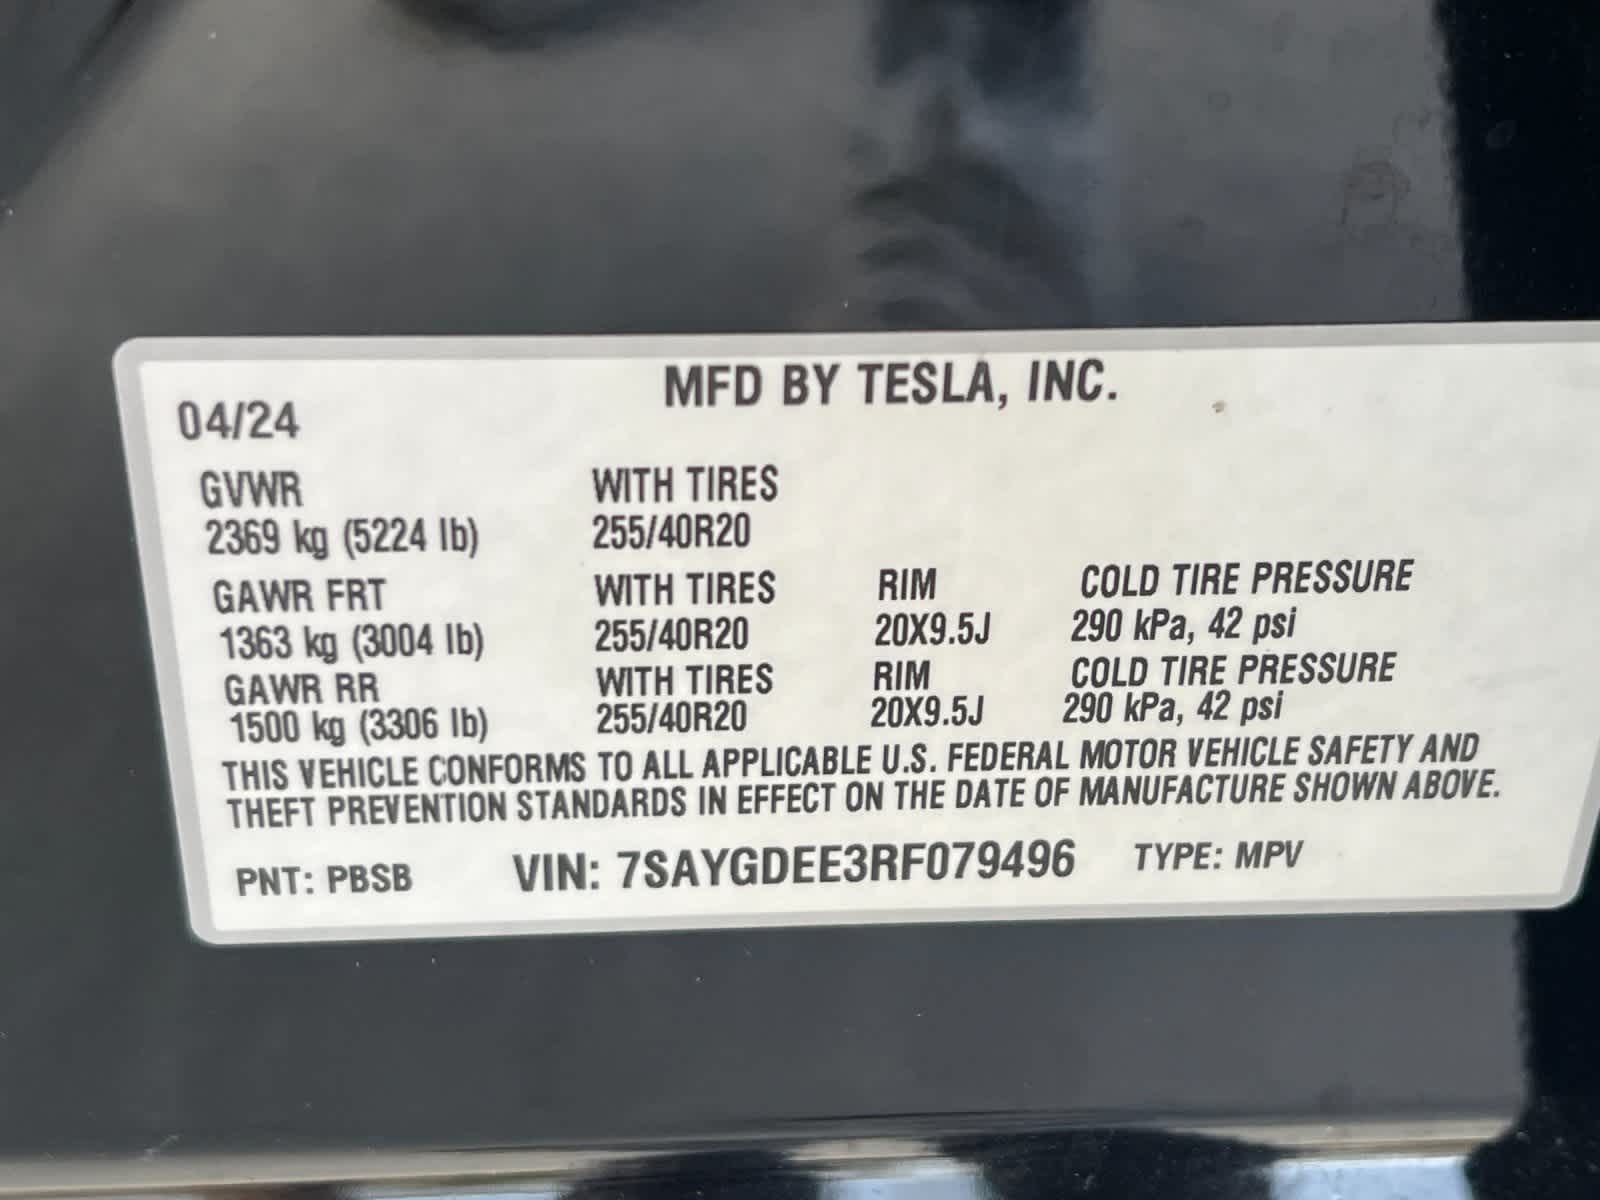 MFD BY TESLA, INC.
04/24
GVWR WITH TIRES
2369 kg (5224 lb) 255/40R20
GAWR FRT WITH TIRES RIM COLD TIRE PRESSURE
1363 kg (3004 lb) 255/40R20 20X9.5J 290 kPa, 42 psi
GAWR RR WITH TIRES RIM COLD TIRE PRESSURE
1500 kg (3306 lb) 255/40R20 20X9.5J 290 kPa, 42 psi
THIS VEHICLE CONFORMS TO ALL APPLICABLE U.S. FEDERAL MOTOR VEHICLE SAFETY AND
THEFT PREVENTION STANDARDS IN EFFECT ON THE DATE OF MANUFACTURE SHOWN ABOVE.
PNT: PBSB VIN: 7SAYGDEE3RF079496 TYPE: MPV